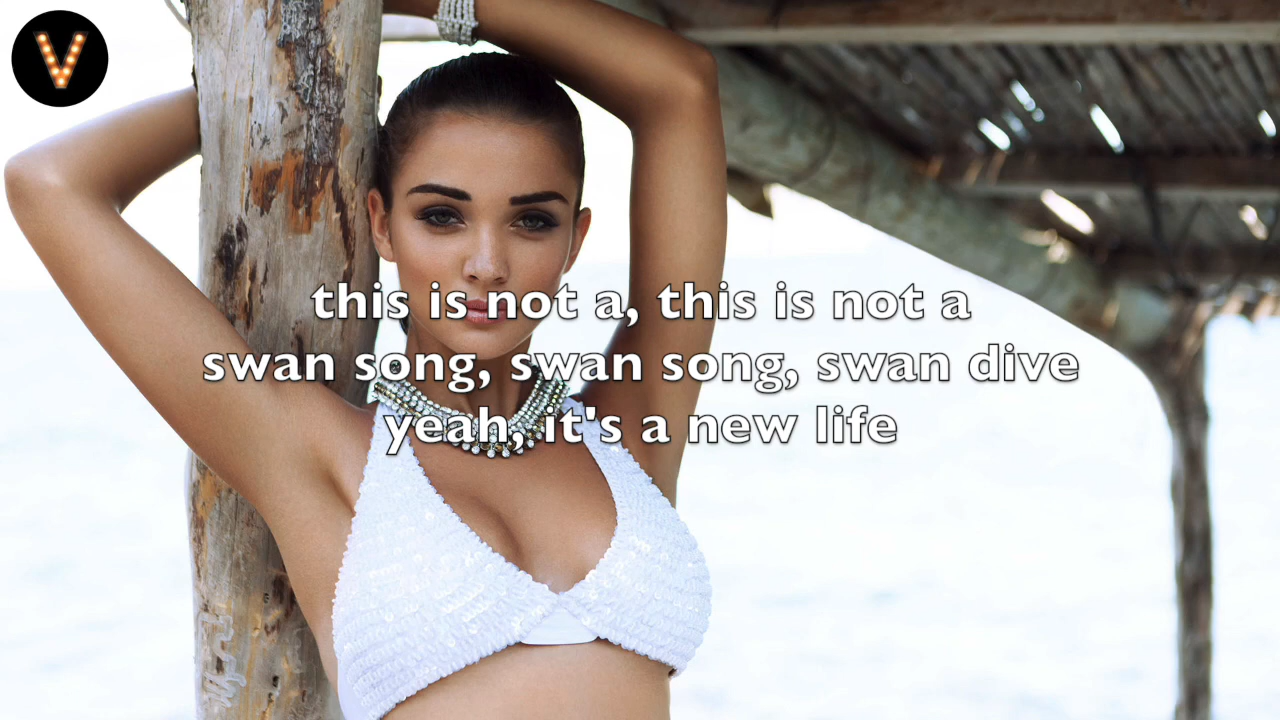 V
this is not a, this is not a
swan song, swan song, swan dive
yeah, it's a new life